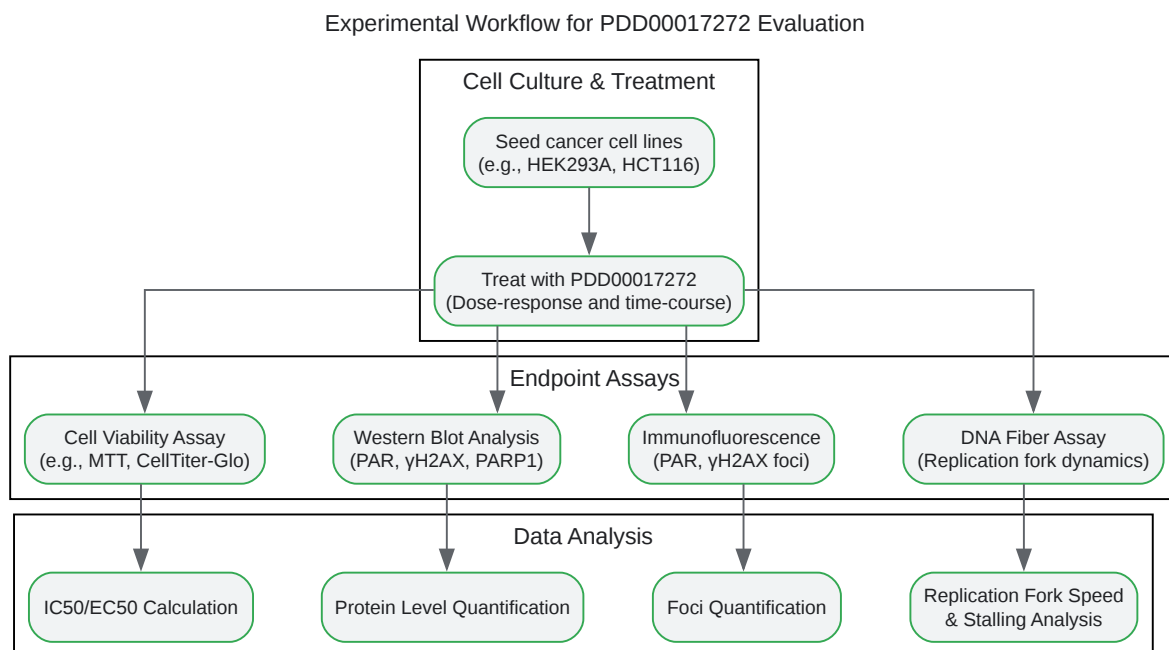 Experimental Workflow for PDD00017272 Evaluation
Cell Culture & Treatment
Seed cancer cell lines
(e.g., HEK293A, HCT116)
Treat with PDD00017272
(Dose-response and time-course)
Endpoint Assays
Cell Viability Assay
(e.g., MTT, CellTiter-Glo)
Western Blot Analysis
(PAR, γH2AX, PARP1)
Immunofluorescence
(PAR, γH2AX foci)
DNA Fiber Assay
(Replication fork dynamics)
Data Analysis
IC50/EC50 Calculation
Protein Level Quantification
Foci Quantification
Replication Fork Speed
& Stalling Analysis